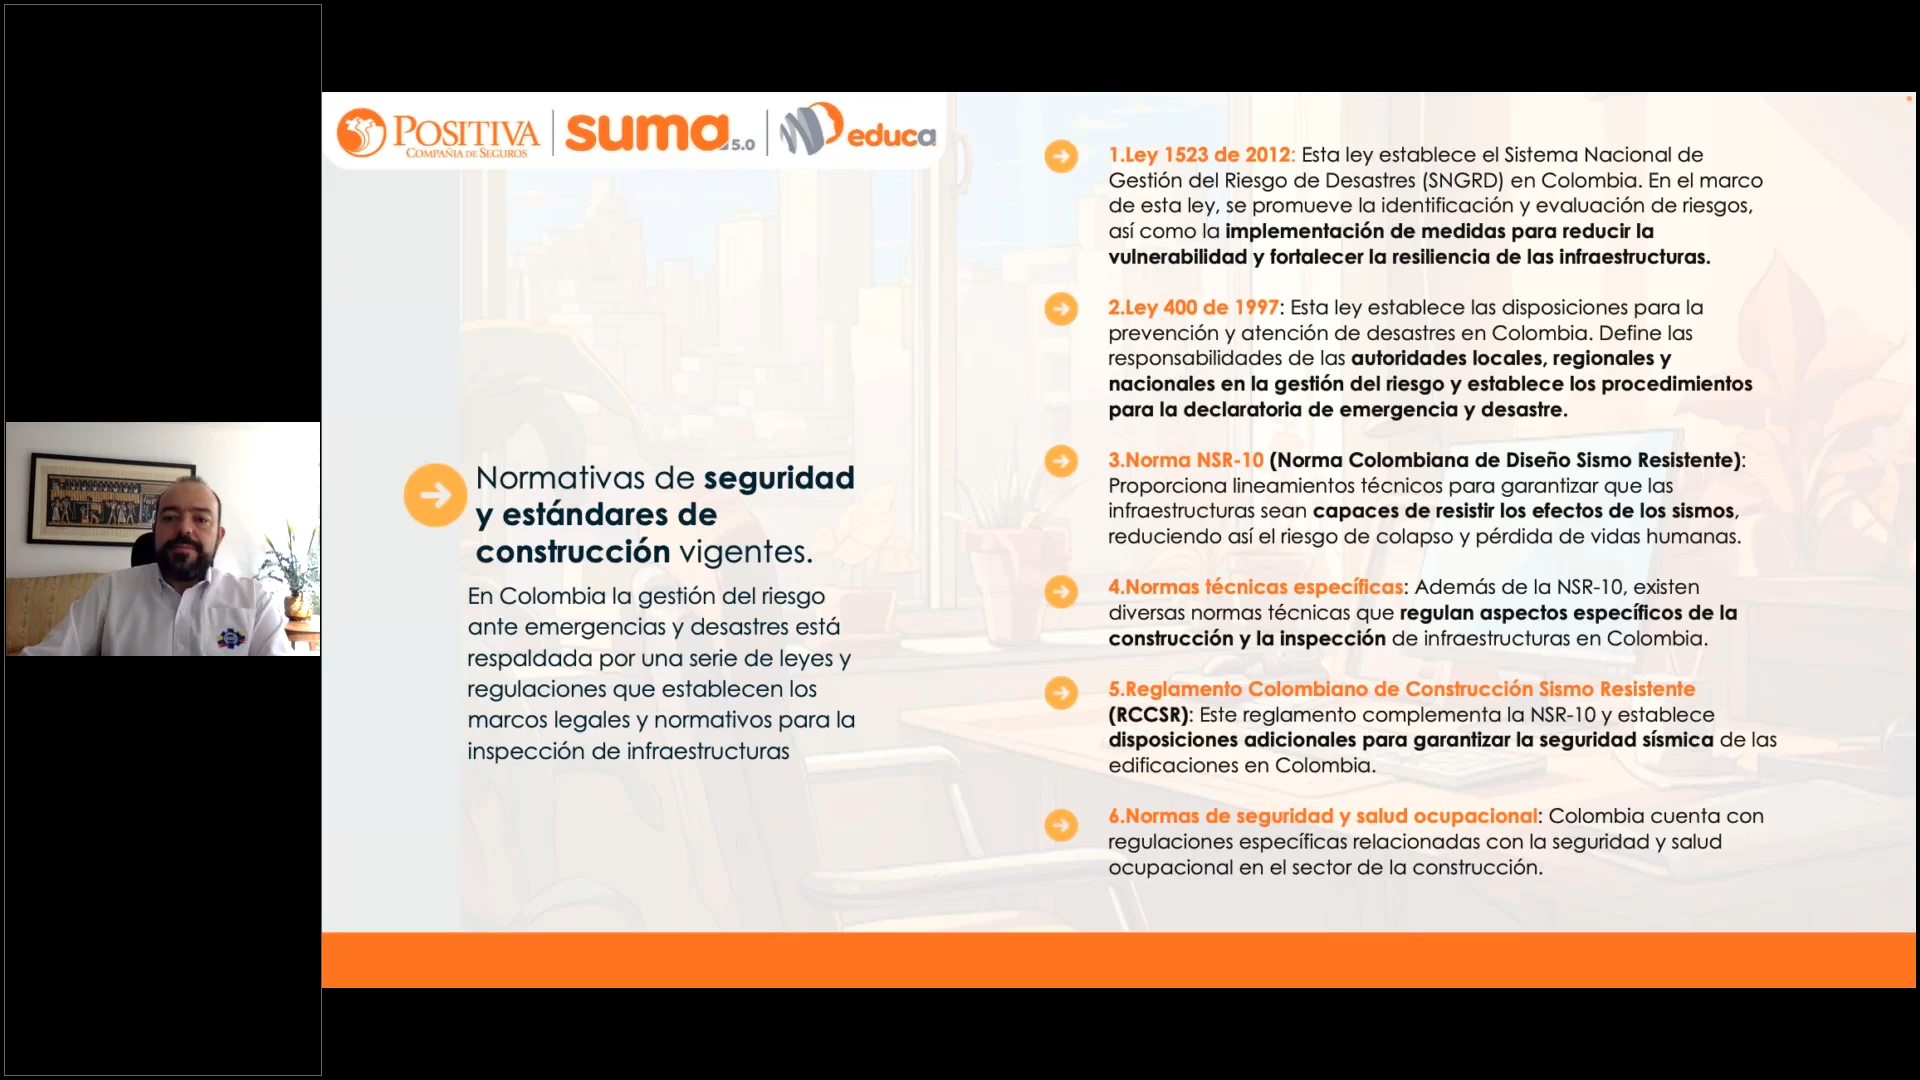 POSITIVA
COMPAÑÍA DE SEGUROS
suma 5.0
educa
Normativas de seguridad
y estándares de
construcción vigentes.
En Colombia la gestión del riesgo
ante emergencias y desastres está
respaldada por una serie de leyes y
regulaciones que establecen los
marcos legales y normativos para la
inspección de infraestructuras
1.Ley 1523 de 2012: Esta ley establece el Sistema Nacional de
Gestión del Riesgo de Desastres (SNGRD) en Colombia. En el marco
de esta ley, se promueve la identificación y evaluación de riesgos,
así como la implementación de medidas para reducir la
vulnerabilidad y fortalecer la resiliencia de las infraestructuras.
2.Ley 400 de 1997: Esta ley establece las disposiciones para la
prevención y atención de desastres en Colombia. Define las
responsabilidades de las autoridades locales, regionales y
nacionales en la gestión del riesgo y establece los procedimientos
para la declaratoria de emergencia y desastre.
3.Norma NSR-10 (Norma Colombiana de Diseño Sismo Resistente):
Proporciona lineamientos técnicos para garantizar que las
infraestructuras sean capaces de resistir los efectos de los sismos,
reduciendo así el riesgo de colapso y pérdida de vidas humanas.
4.Normas técnicas específicas: Además de la NSR-10, existen
diversas normas técnicas que regulan aspectos específicos de la
construcción y la inspección de infraestructuras en Colombia.
5.Reglamento Colombiano de Construcción Sismo Resistente
(RCCSR): Este reglamento complementa la NSR-10 y establece
disposiciones adicionales para garantizar la seguridad sísmica de las
edificaciones en Colombia.
6.Normas de seguridad y salud ocupacional: Colombia cuenta con
regulaciones específicas relacionadas con la seguridad y salud
ocupacional en el sector de la construcción.